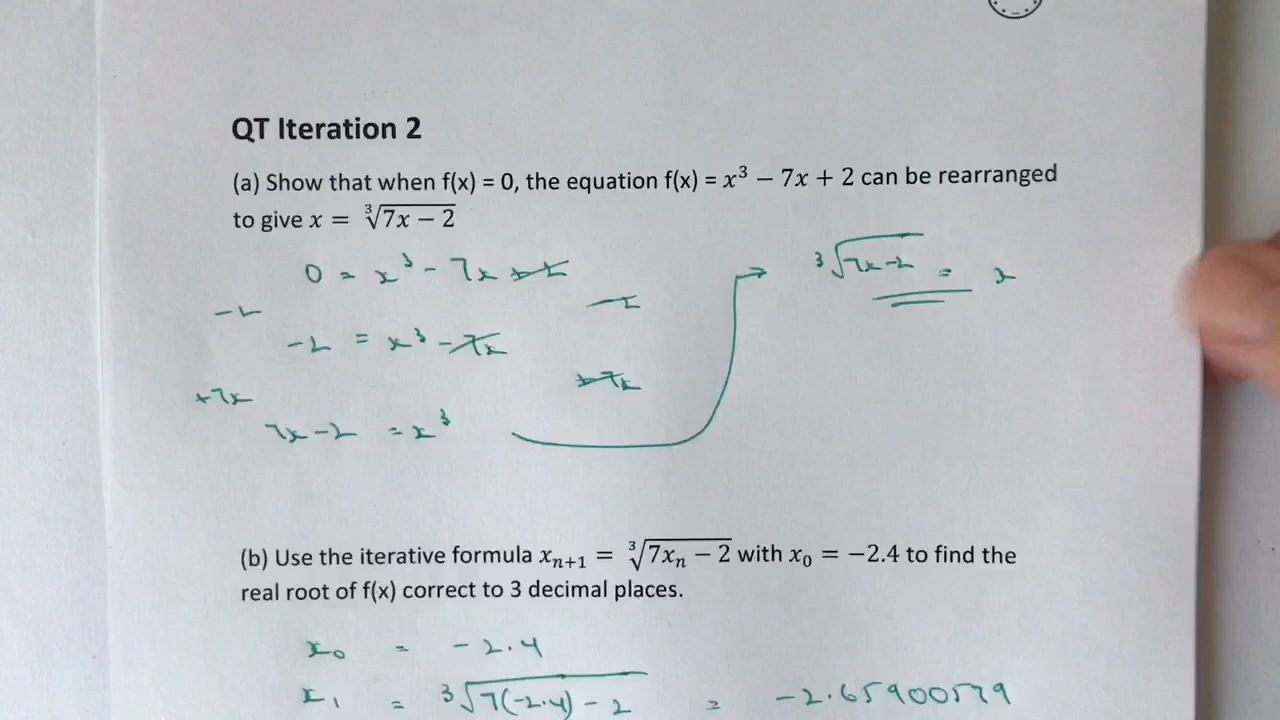 QT Iteration 2
(a) Show that when f(x) = 0, the equation f(x) = x³ − 7x + 2 can be rearranged
to give x = ∛(7x − 2)
0 = x³ - 7x +2
-2 -2
-2 = x³ - 7x
+7x +7x
7x - 2 = x³
∛(7x-2) = x
(b) Use the iterative formula xₙ₊₁ = ∛(7xₙ − 2) with x₀ = −2.4 to find the
real root of f(x) correct to 3 decimal places.
x₀ = -2.4
x₁ = ∛(7(-2.4) - 2) = -2.65900579